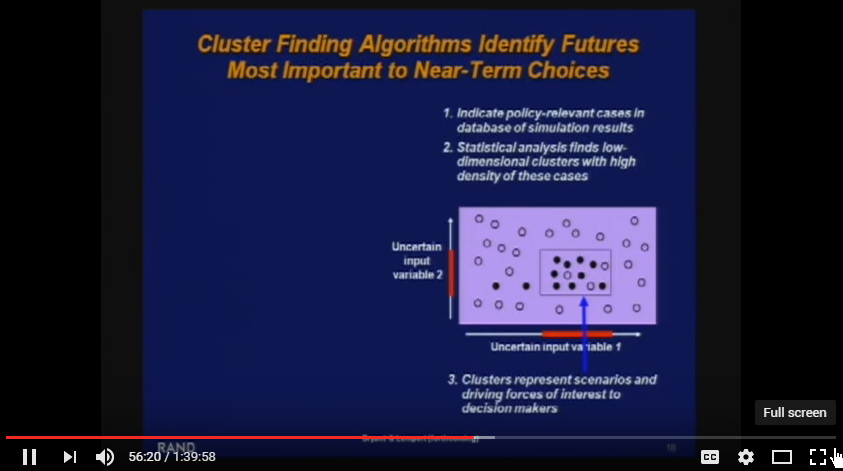 Cluster Finding Algorithms Identify Futures
Most Important to Near-Term Choices
1. Indicate policy-relevant cases in
database of simulation results
2. Statistical analysis finds low-
dimensional clusters with high
density of these cases
Uncertain
input
variable 2
Uncertain input variable 1
3. Clusters represent scenarios and
driving forces of interest to
decision makers
Bryant & Lempert (forthcoming)
RAND
18
Full screen
56:20 / 1:39:58
CC